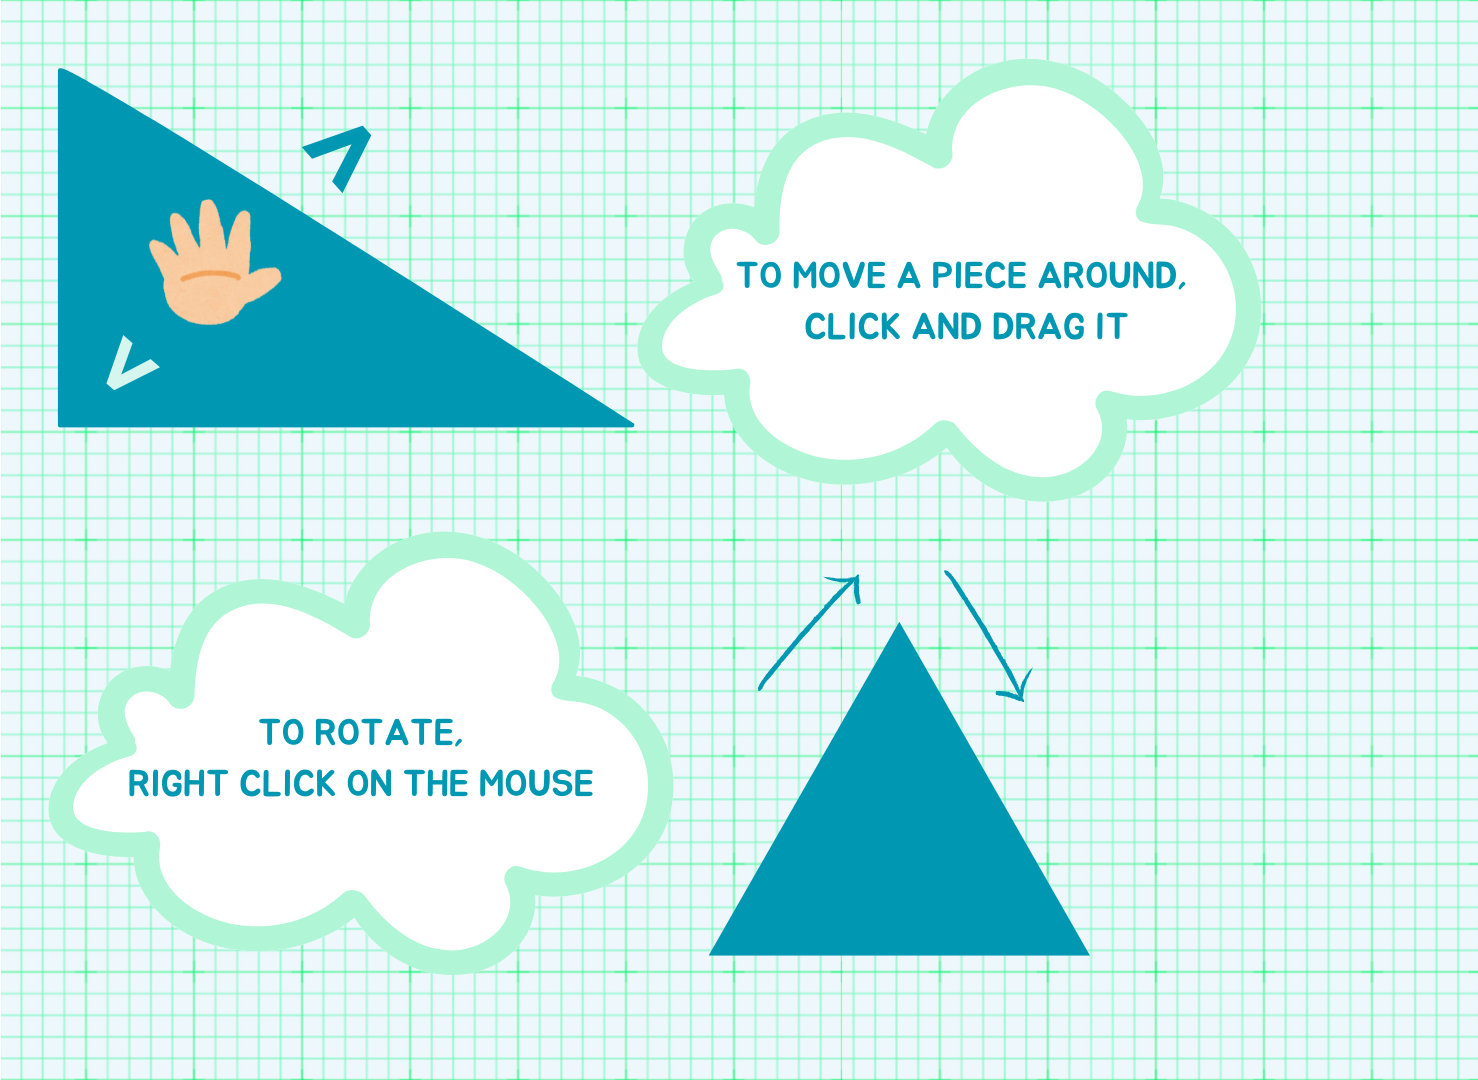 TO MOVE A PIECE AROUND,
CLICK AND DRAG IT
TO ROTATE,
RIGHT CLICK ON THE MOUSE